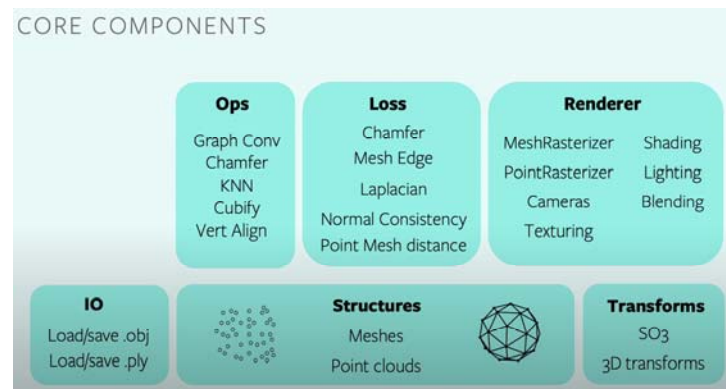 CORE COMPONENTS
Ops
Graph Conv
Chamfer
KNN
Cubify
Vert Align
Loss
Chamfer
Mesh Edge
Laplacian
Normal Consistency
Point Mesh distance
Renderer
MeshRasterizer Shading
PointRasterizer Lighting
Cameras Blending
Texturing
IO
Load/save .obj
Load/save .ply
Structures
Meshes
Point clouds
Transforms
SO3
3D transforms